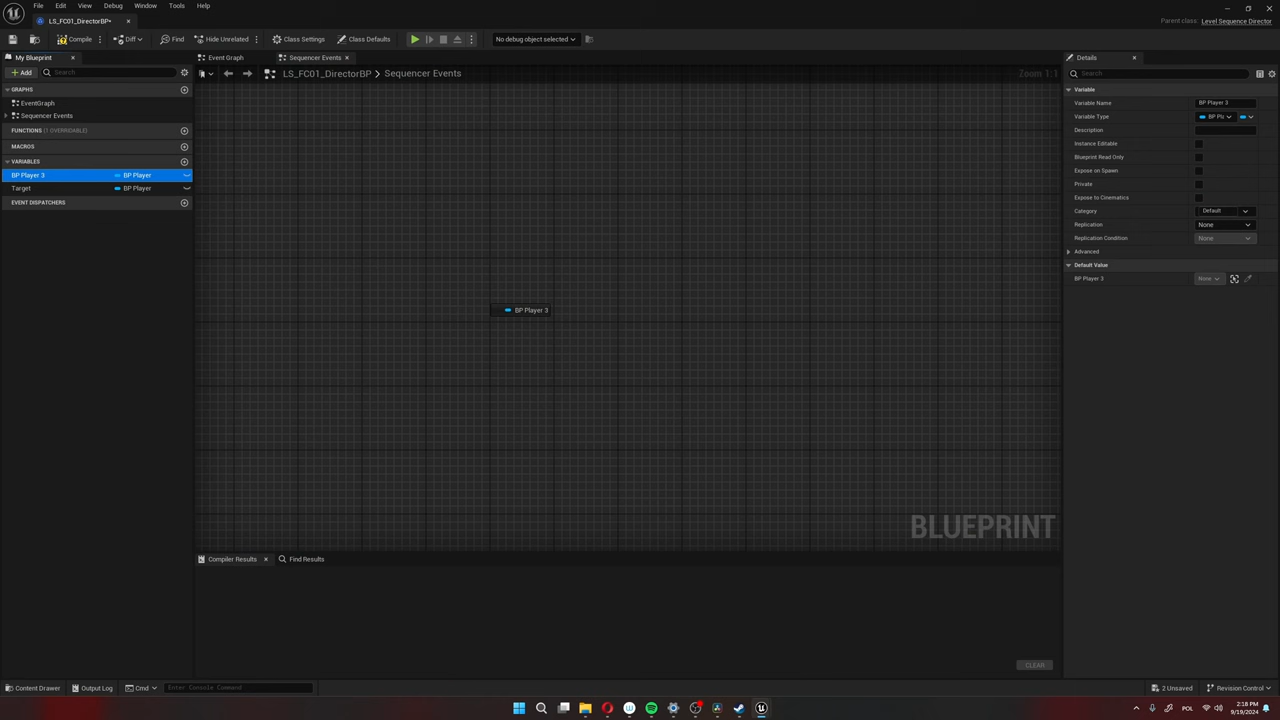 File Edit View Debug Window Tools Help
LS_FC01_DirectorBP•
Parent class: Level Sequence Director
Compile Diff Find Hide Unrelated Class Settings Class Defaults No debug object selected
My Blueprint
Add Search
GRAPHS
EventGraph
Sequencer Events
FUNCTIONS (1 OVERRIDABLE)
MACROS
VARIABLES
BP Player 3 BP Player
Target BP Player
EVENT DISPATCHERS
Event Graph Sequencer Events
LS_FC01_DirectorBP > Sequencer Events Zoom 1:1
BP Player 3
BLUEPRINT
Compiler Results Find Results
CLEAR
Details
Search
Variable
Variable Name BP Player 3
Variable Type BP Pla
Description
Instance Editable
Blueprint Read Only
Expose on Spawn
Private
Expose to Cinematics
Category Default
Replication None
Replication Condition None
Advanced
Default Value
BP Player 3 None
Content Drawer Output Log Cmd Enter Console Command 2 Unsaved Revision Control
POL 2:18 PM
9/19/2024